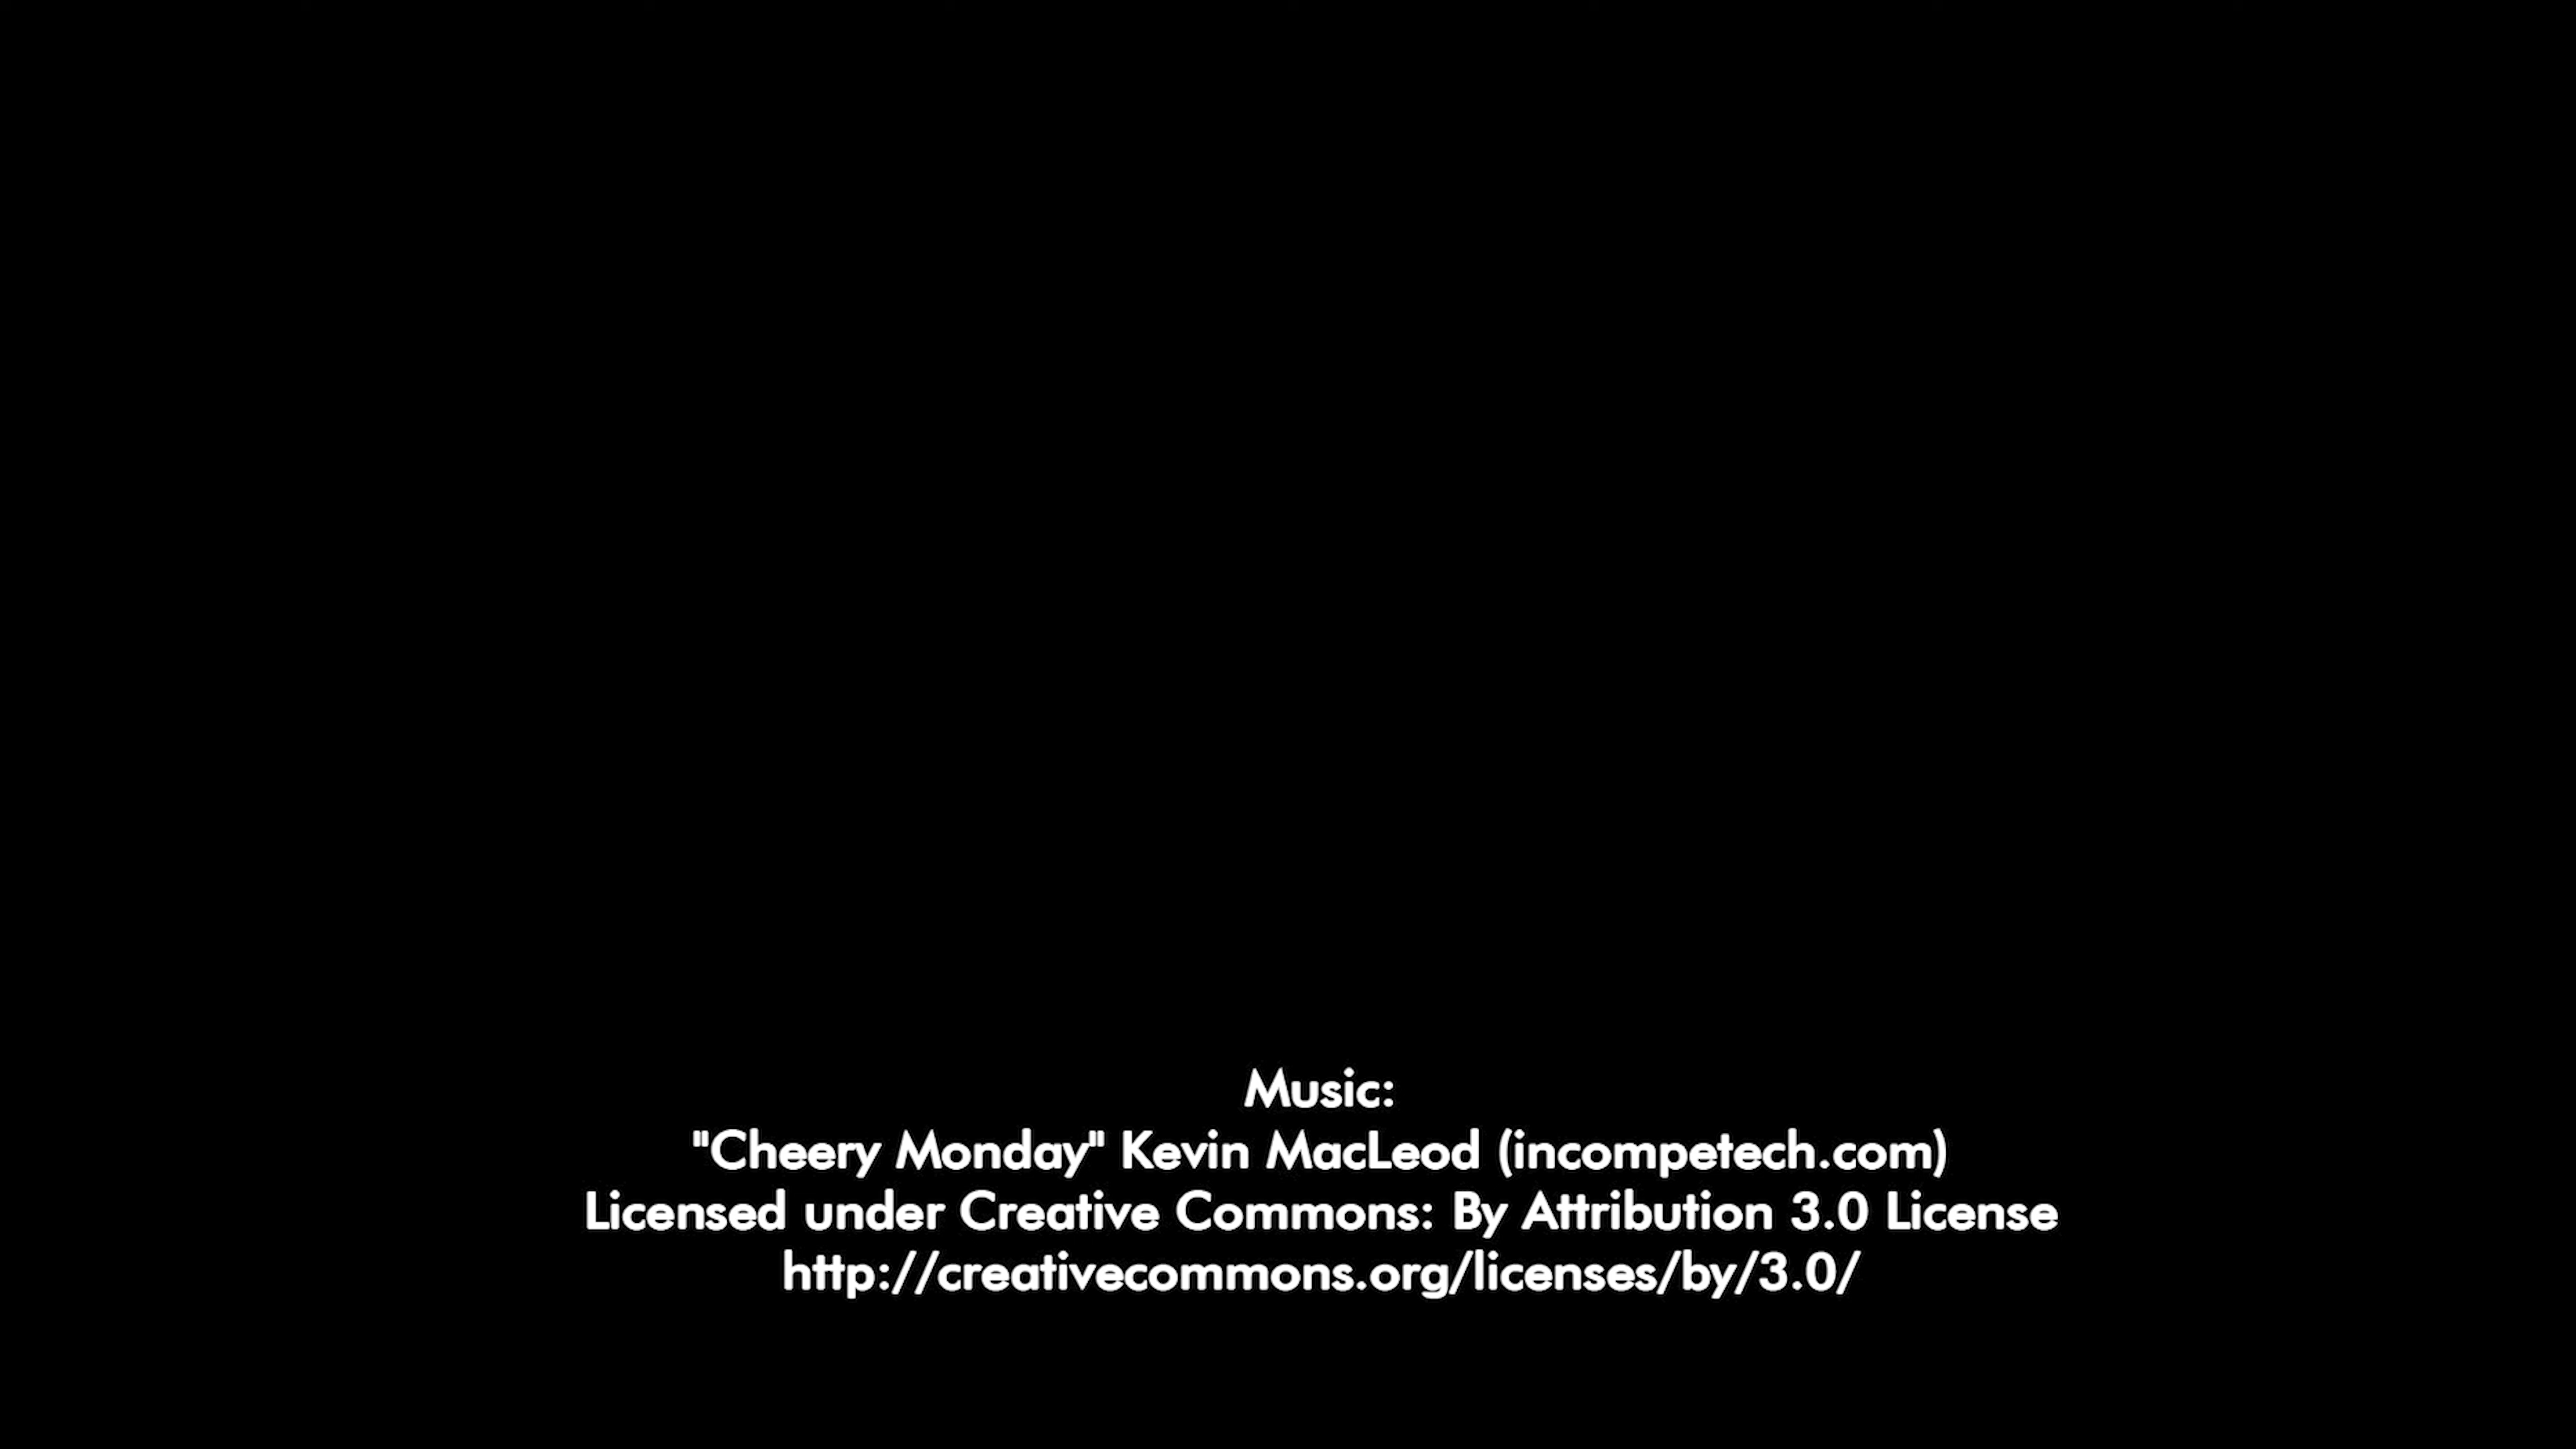 Music:
"Cheery Monday" Kevin MacLeod (incompetech.com)
Licensed under Creative Commons: By Attribution 3.0 License
http://creativecommons.org/licenses/by/3.0/